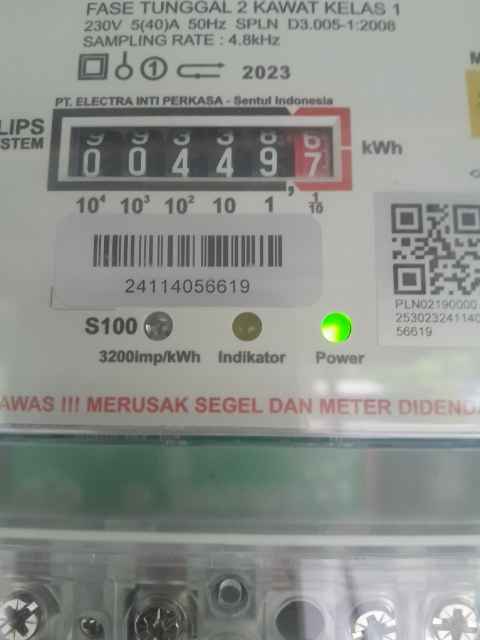 FASE TUNGGAL 2 KAWAT KELAS 1
230V 5(40)A 50Hz SPLN D3.005-1:2008
SAMPLING RATE : 4.8kHz
1 2023
PT. ELECTRA INTI PERKASA - Sentul Indonesia
LIPS
STEM
0 0 4 4 9 , 7 kWh
10⁴ 10³ 10² 10 1 1/10
24114056619
PLN02190000
253023241140
56619
S100
3200imp/kWh Indikator Power
AWAS !!! MERUSAK SEGEL DAN METER DIDENDA